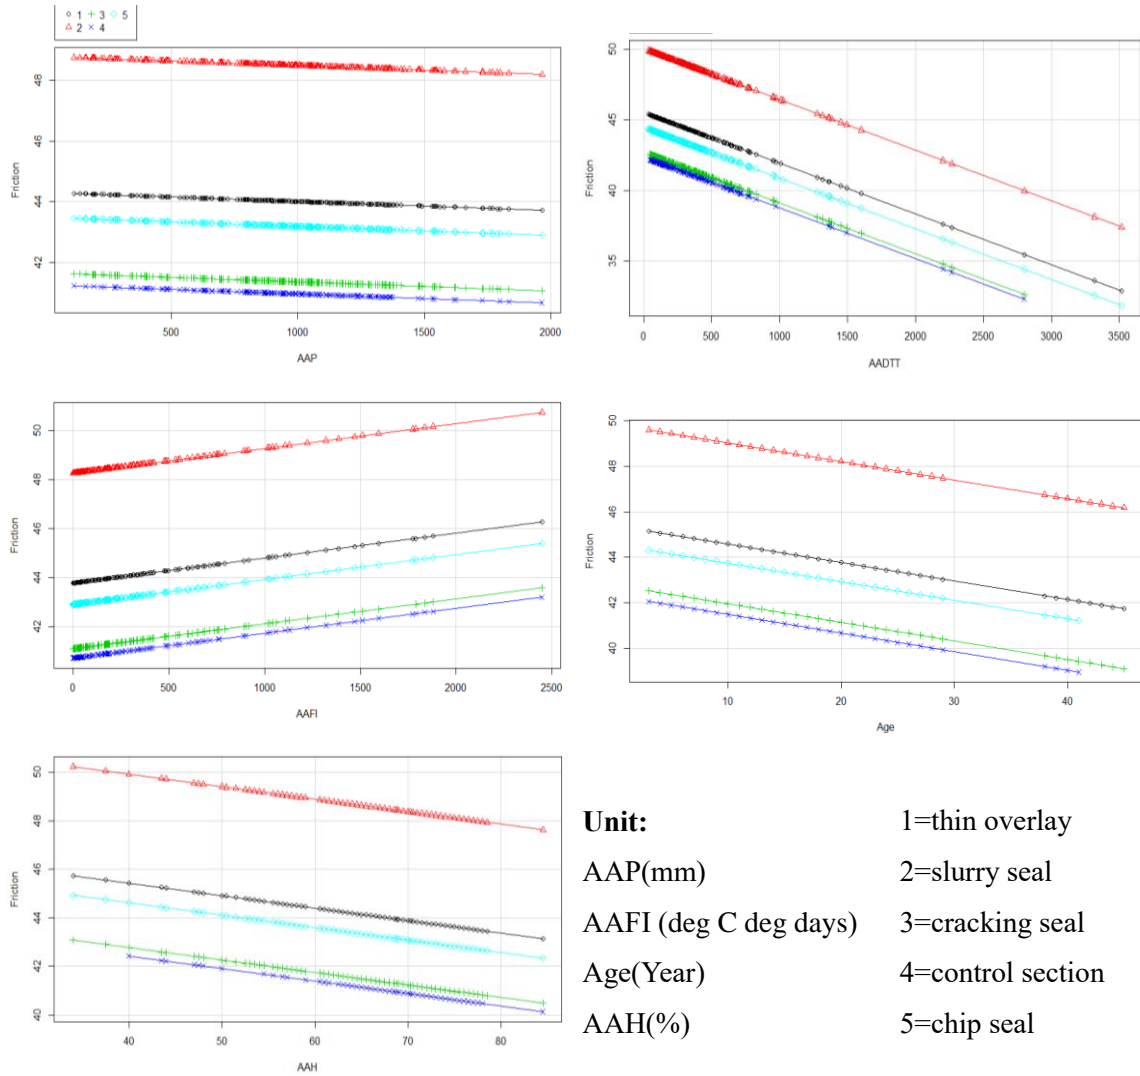 1 3 5
2 4
48
46
44
42
Friction
500 1000 1500 2000
AAP
50
45
40
35
Friction
0 500 1000 1500 2000 2500 3000 3500
AADTT
50
48
46
44
42
Friction
0 500 1000 1500 2000 2500
AAFI
50
48
46
44
42
40
Friction
10 20 30 40
Age
50
48
46
44
42
40
Friction
40 50 60 70 80
AAH
Unit: 1=thin overlay
AAP(mm) 2=slurry seal
AAFI (deg C deg days) 3=cracking seal
Age(Year) 4=control section
AAH(%) 5=chip seal